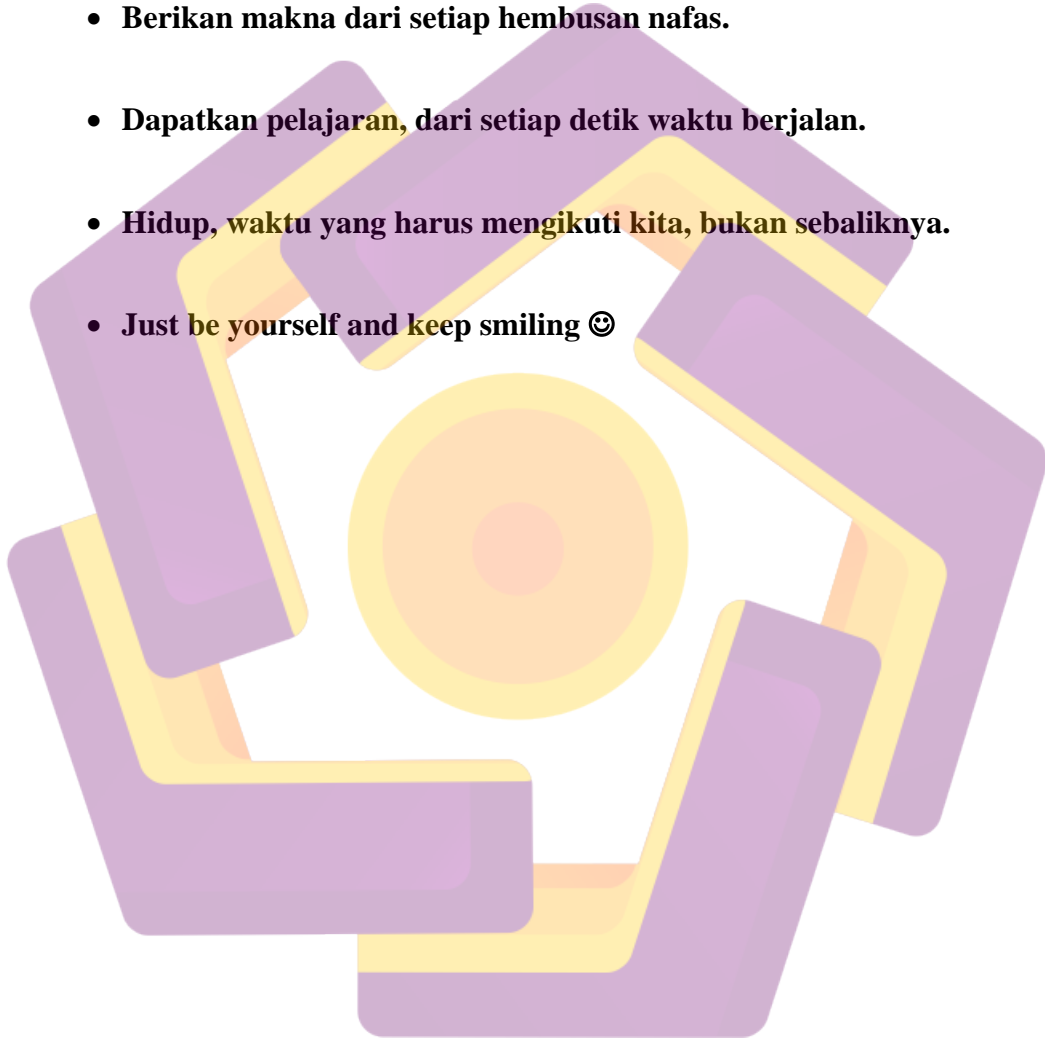 • Berikan makna dari setiap hembusan nafas.
• Dapatkan pelajaran, dari setiap detik waktu berjalan.
• Hidup, waktu yang harus mengikuti kita, bukan sebaliknya.
• Just be yourself and keep smiling ☺